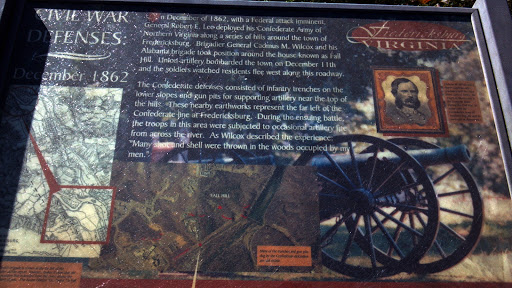 CIVIL WAR
DEFENSES:
December 1862
In December of 1862, with a Federal attack imminent,
General Robert E. Lee deployed his Confederate Army of
Northern Virginia along a series of hills around the town of
Fredericksburg. Brigadier General Cadmus M. Wilcox and his
Alabama brigade took position around the house known as Fall
Hill. Union artillery bombarded the town on December 11th
and the soldiers watched residents flee west along this roadway.
The Confederate defenses consisted of infantry trenches on the
lower slopes and gun pits for supporting artillery near the top of
the hills. These nearby earthworks represent the far left of the
Confederate line at Fredericksburg. During the ensuing battle,
the troops in this area were subjected to occasional artillery fire
from across the river. As Wilcox described the experience:
"Many shot and shell were thrown in the woods occupied by my
men."
Fredericksburg
VIRGINIA
FALL HILL